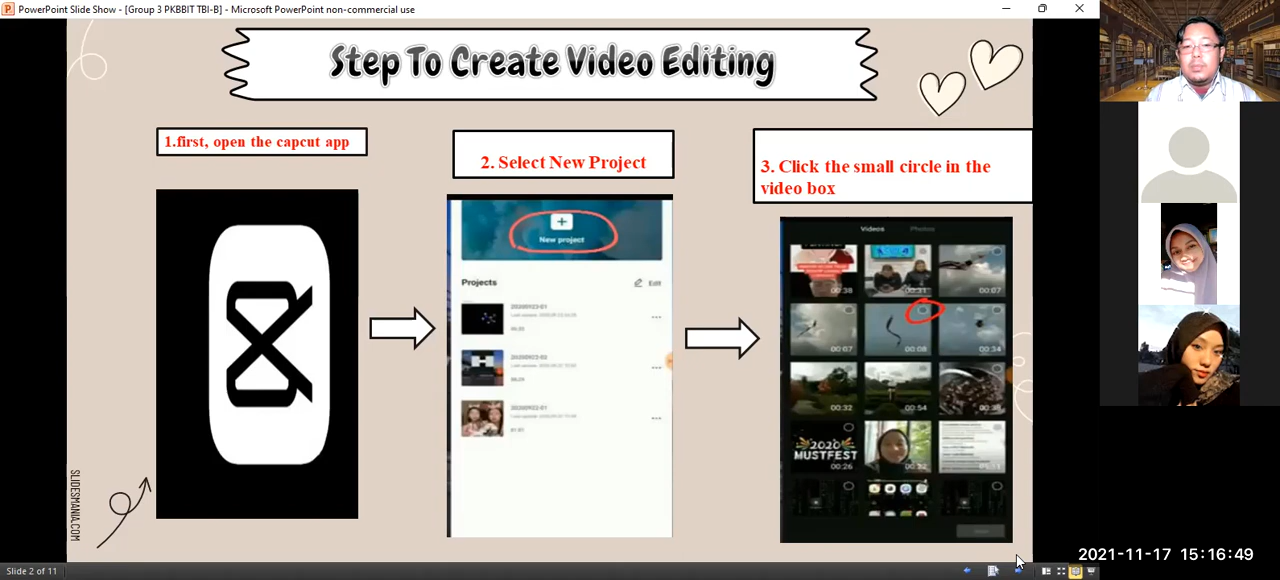 PowerPoint Slide Show - [Group 3 PKBBIT TBI-B] - Microsoft PowerPoint non-commercial use
Step To Create Video Editing
1.first, open the capcut app
2. Select New Project
3. Click the small circle in the
video box
New project
Projects
Edit
Videos
Photos
00:38
00:31
00:07
00:07
00:08
00:34
00:32
00:54
2020
MUSTFEST
00:26
SLIDESMANIA.COM
Slide 2 of 11
2021-11-17 15:16:49